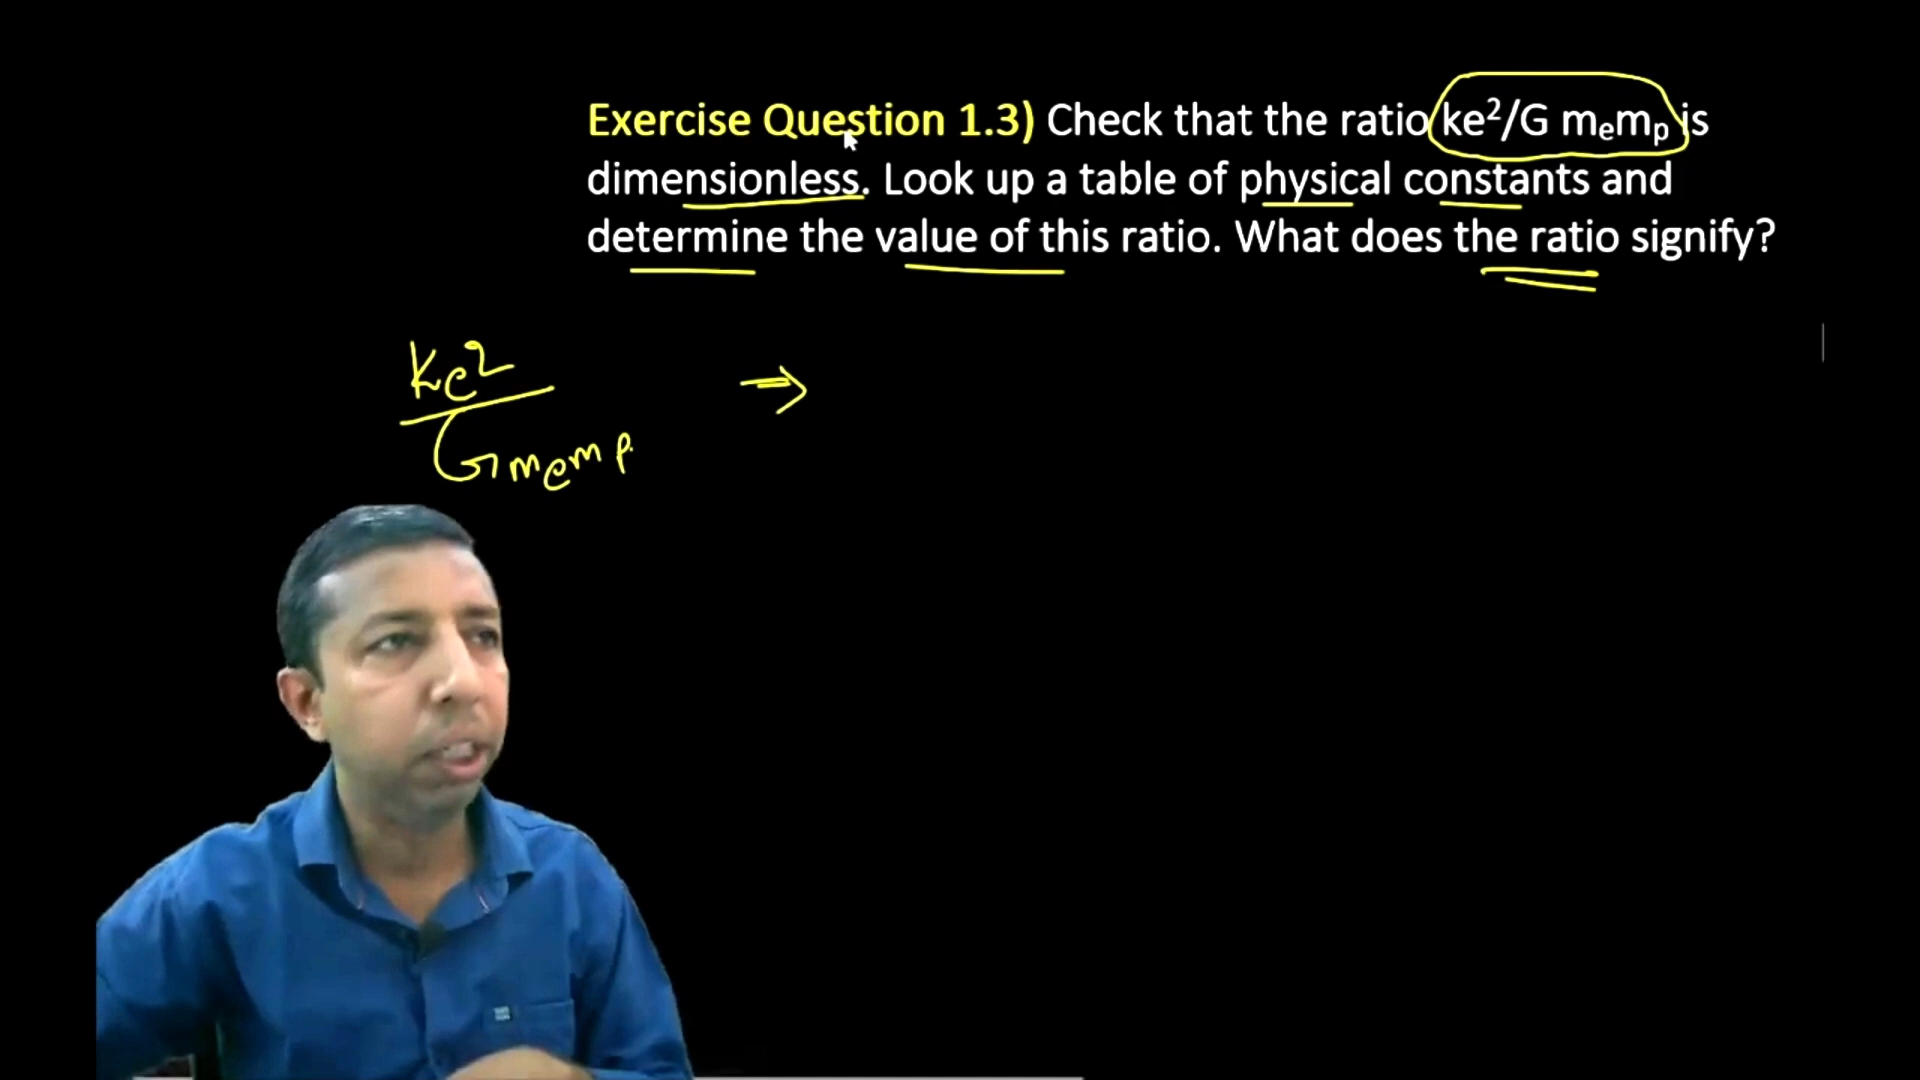 Exercise Question 1.3) Check that the ratio ke²/G mₑmₚ is
dimensionless. Look up a table of physical constants and
determine the value of this ratio. What does the ratio signify?
ke² ⇒
G mₑmₚ